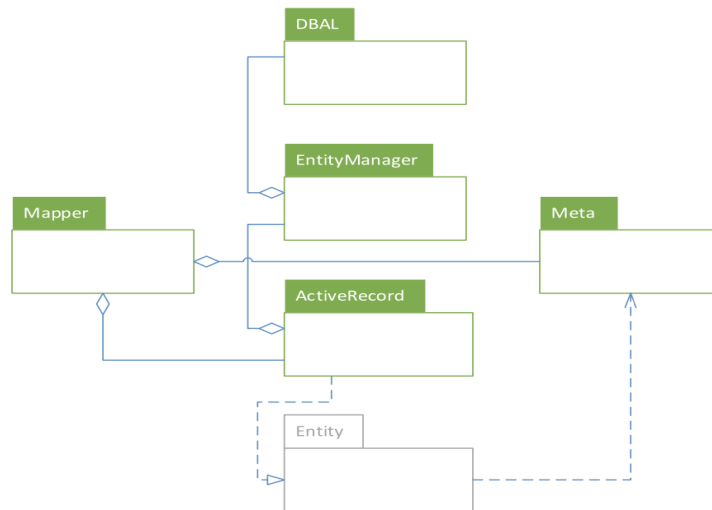 DBAL
EntityManager
Mapper
Meta
ActiveRecord
Entity